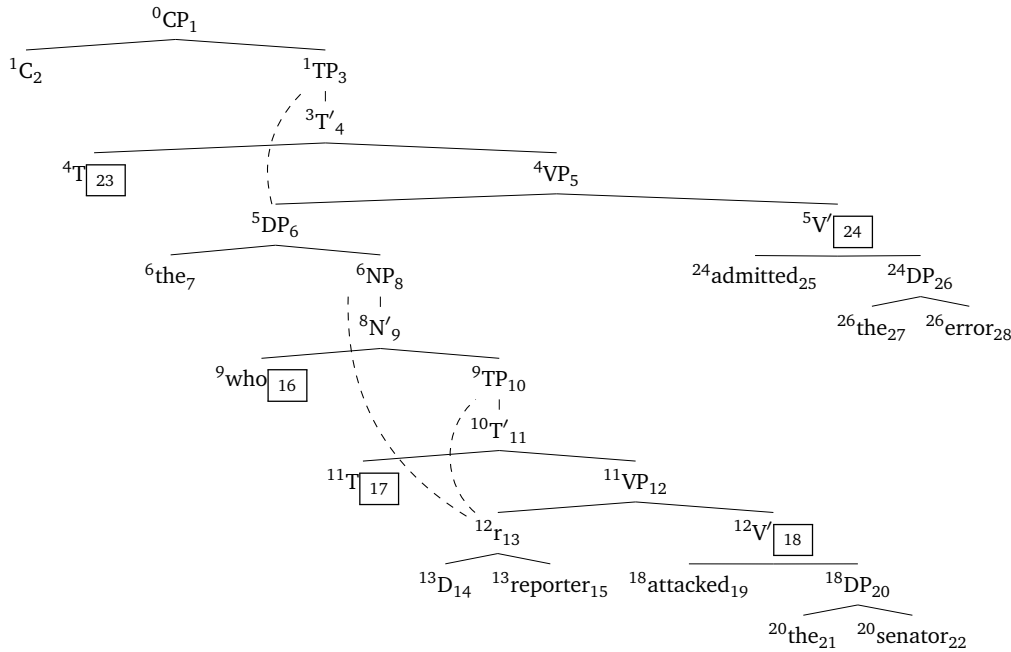 ⁰CP₁
¹C₂ ¹TP₃
³T′₄
⁴T 23 ⁴VP₅
⁵DP₆ ⁵V′ 24
⁶the₇ ⁶NP₈ ²⁴admitted₂₅ ²⁴DP₂₆
⁸N′₉ ²⁶the₂₇ ²⁶error₂₈
⁹who 16 ⁹TP₁₀
¹⁰T′₁₁
¹¹T 17 ¹¹VP₁₂
¹²r₁₃ ¹²V′ 18
¹³D₁₄ ¹³reporter₁₅ ¹⁸attacked₁₉ ¹⁸DP₂₀
²⁰the₂₁ ²⁰senator₂₂